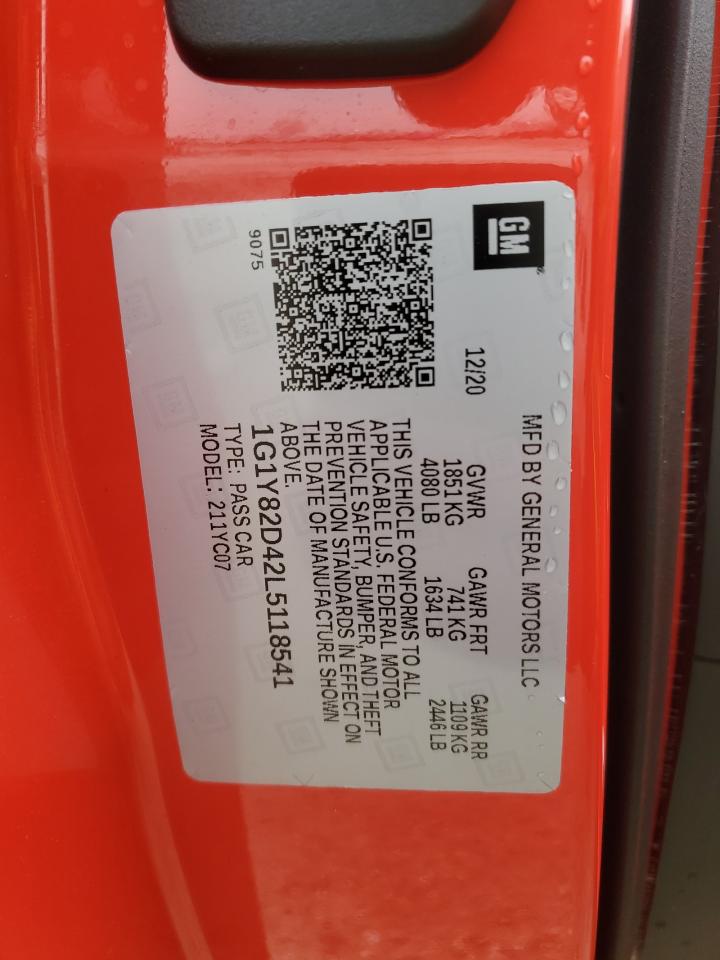 GM
®
MFD BY GENERAL MOTORS LLC
12/20
GVWR GAWR FRT GAWR RR
1851 KG 741 KG 1109 KG
4080 LB 1634 LB 2446 LB
THIS VEHICLE CONFORMS TO ALL
APPLICABLE U.S. FEDERAL MOTOR
VEHICLE SAFETY, BUMPER, AND THEFT
PREVENTION STANDARDS IN EFFECT ON
THE DATE OF MANUFACTURE SHOWN
ABOVE.
9075
1G1Y82D42L5118541
TYPE: PASS CAR
MODEL: 211YC07